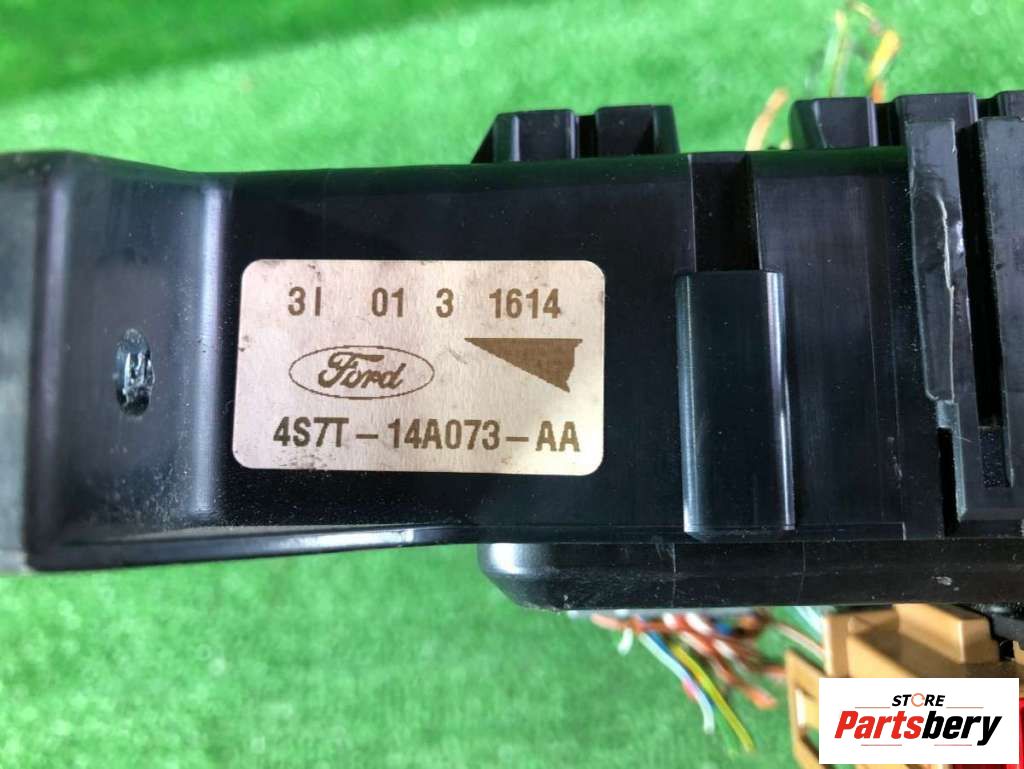 3I 01 3 1614
Ford
4S7T-14A073-AA
STORE
Partsbery